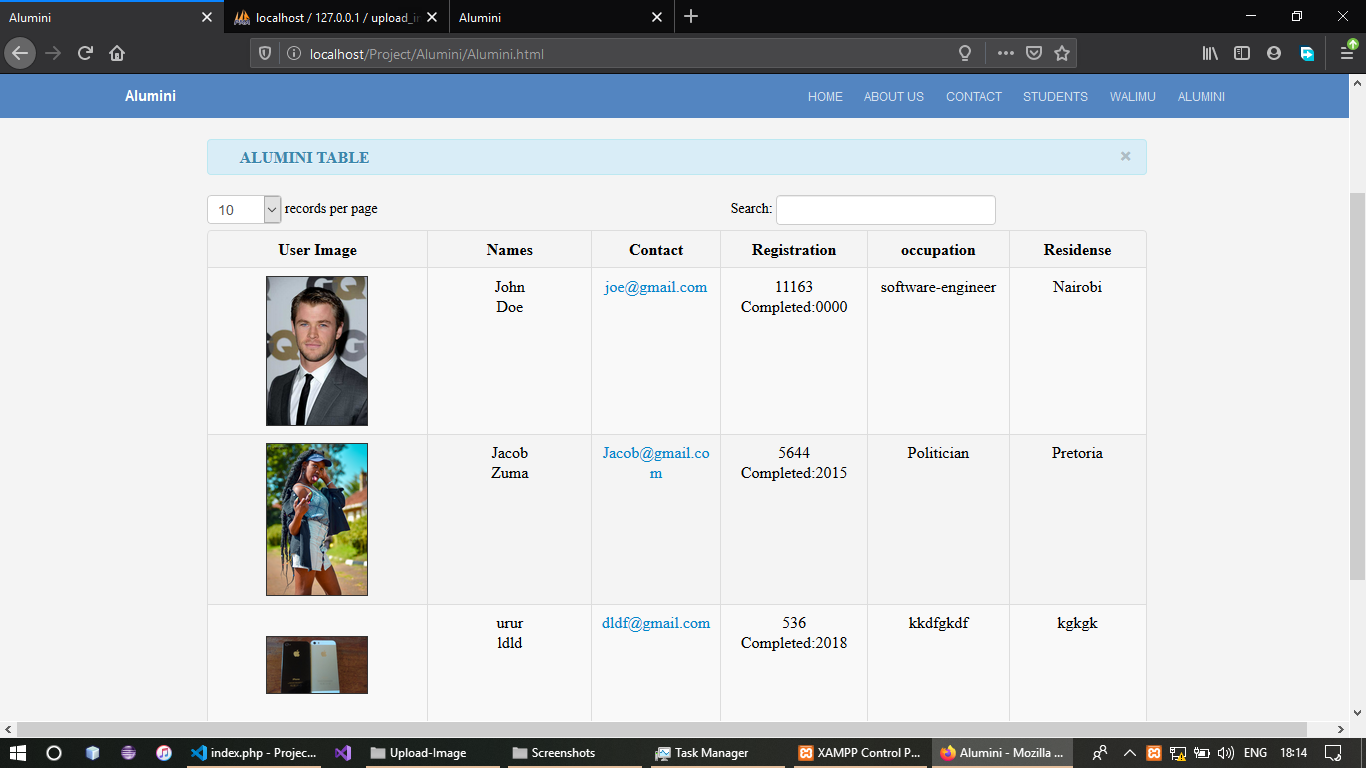 Alumini
localhost / 127.0.0.1 / upload_in
Alumini
localhost/Project/Alumini/Alumini.html
Alumini
HOME ABOUT US CONTACT STUDENTS WALIMU ALUMINI
ALUMINI TABLE ×
10 records per page Search:
User Image Names Contact Registration occupation Residense
John Doe joe@gmail.com 11163 Completed:0000 software-engineer Nairobi
GQ
Jacob Zuma Jacob@gmail.com 5644 Completed:2015 Politician Pretoria
urur ldld dldf@gmail.com 536 Completed:2018 kkdfgkdf kgkgk
index.php - Projec... Upload-Image Screenshots Task Manager XAMPP Control P... Alumini - Mozilla ... ENG 18:14